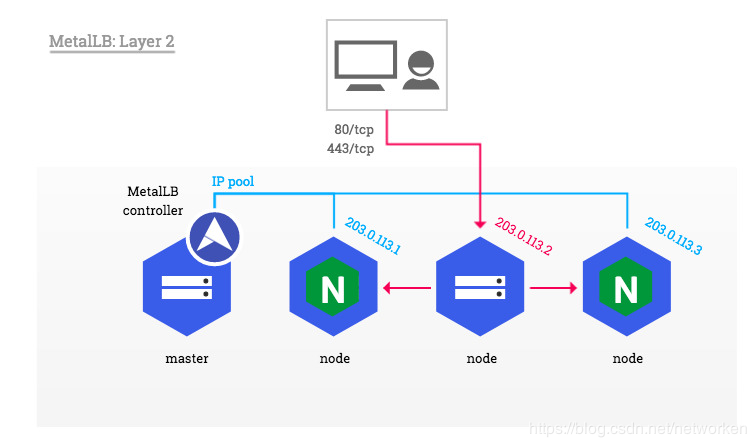 MetalLB: Layer 2
80/tcp
443/tcp
MetalLB
controller
IP pool
203.0.113.1
203.0.113.2
203.0.113.3
N
N
master
node
node
node
https://blog.csdn.net/networken